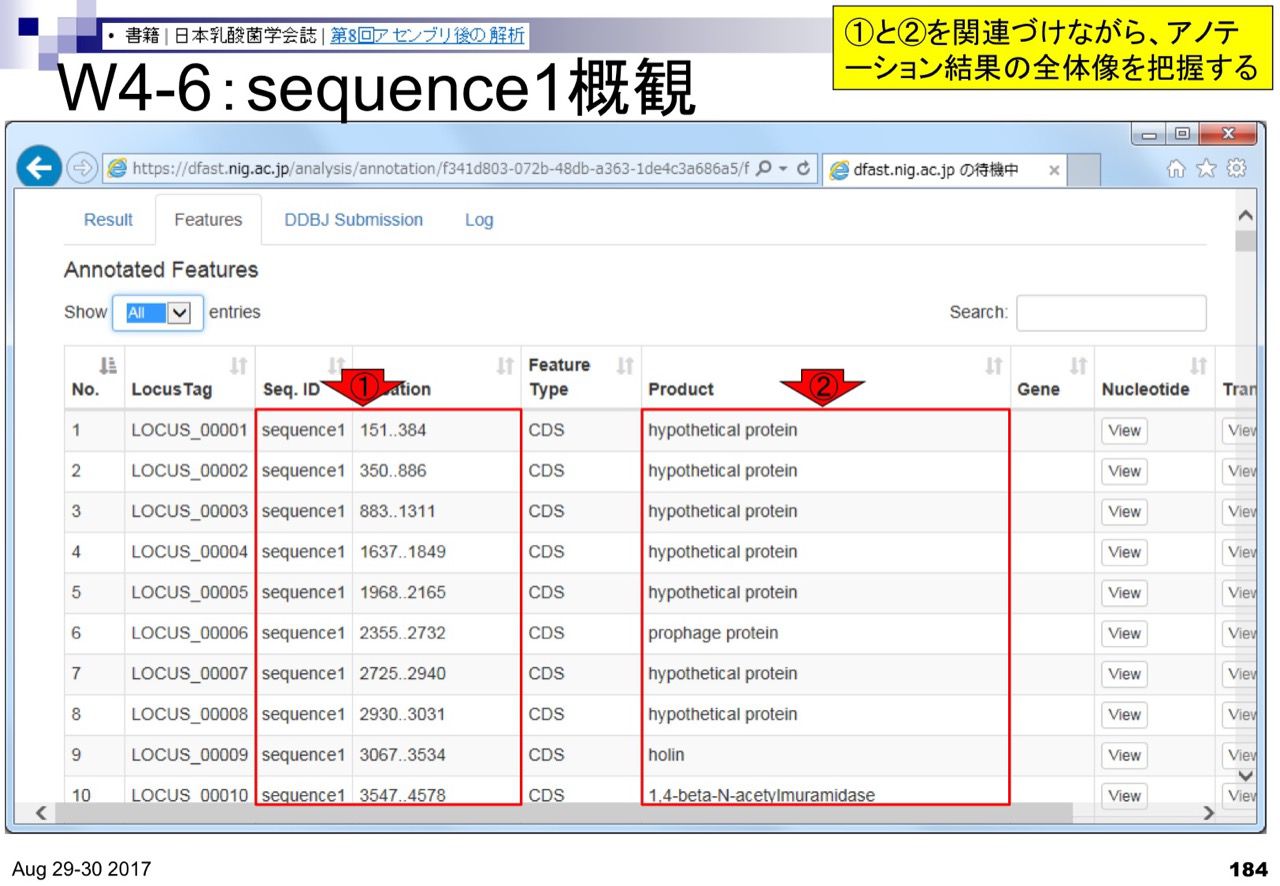 • 書籍 | 日本乳酸菌学会誌 | 第8回アセンブリ後の解析
①と②を関連づけながら、アノテ
ーション結果の全体像を把握する
W4-6：sequence1概観
https://dfast.nig.ac.jp/analysis/annotation/f341d803-072b-48db-a363-1de4c3a686a5/f
dfast.nig.ac.jp の待機中
Result Features DDBJ Submission Log
Annotated Features
Show All entries Search:
No. LocusTag Seq. ID ① ation Feature Type Product ② Gene Nucleotide Tran
1 LOCUS_00001 sequence1 151..384 CDS hypothetical protein View View
2 LOCUS_00002 sequence1 350..886 CDS hypothetical protein View View
3 LOCUS_00003 sequence1 883..1311 CDS hypothetical protein View View
4 LOCUS_00004 sequence1 1637..1849 CDS hypothetical protein View View
5 LOCUS_00005 sequence1 1968..2165 CDS hypothetical protein View View
6 LOCUS_00006 sequence1 2355..2732 CDS prophage protein View View
7 LOCUS_00007 sequence1 2725..2940 CDS hypothetical protein View View
8 LOCUS_00008 sequence1 2930..3031 CDS hypothetical protein View View
9 LOCUS_00009 sequence1 3067..3534 CDS holin View View
10 LOCUS_00010 sequence1 3547..4578 CDS 1,4-beta-N-acetylmuramidase View View
Aug 29-30 2017
184